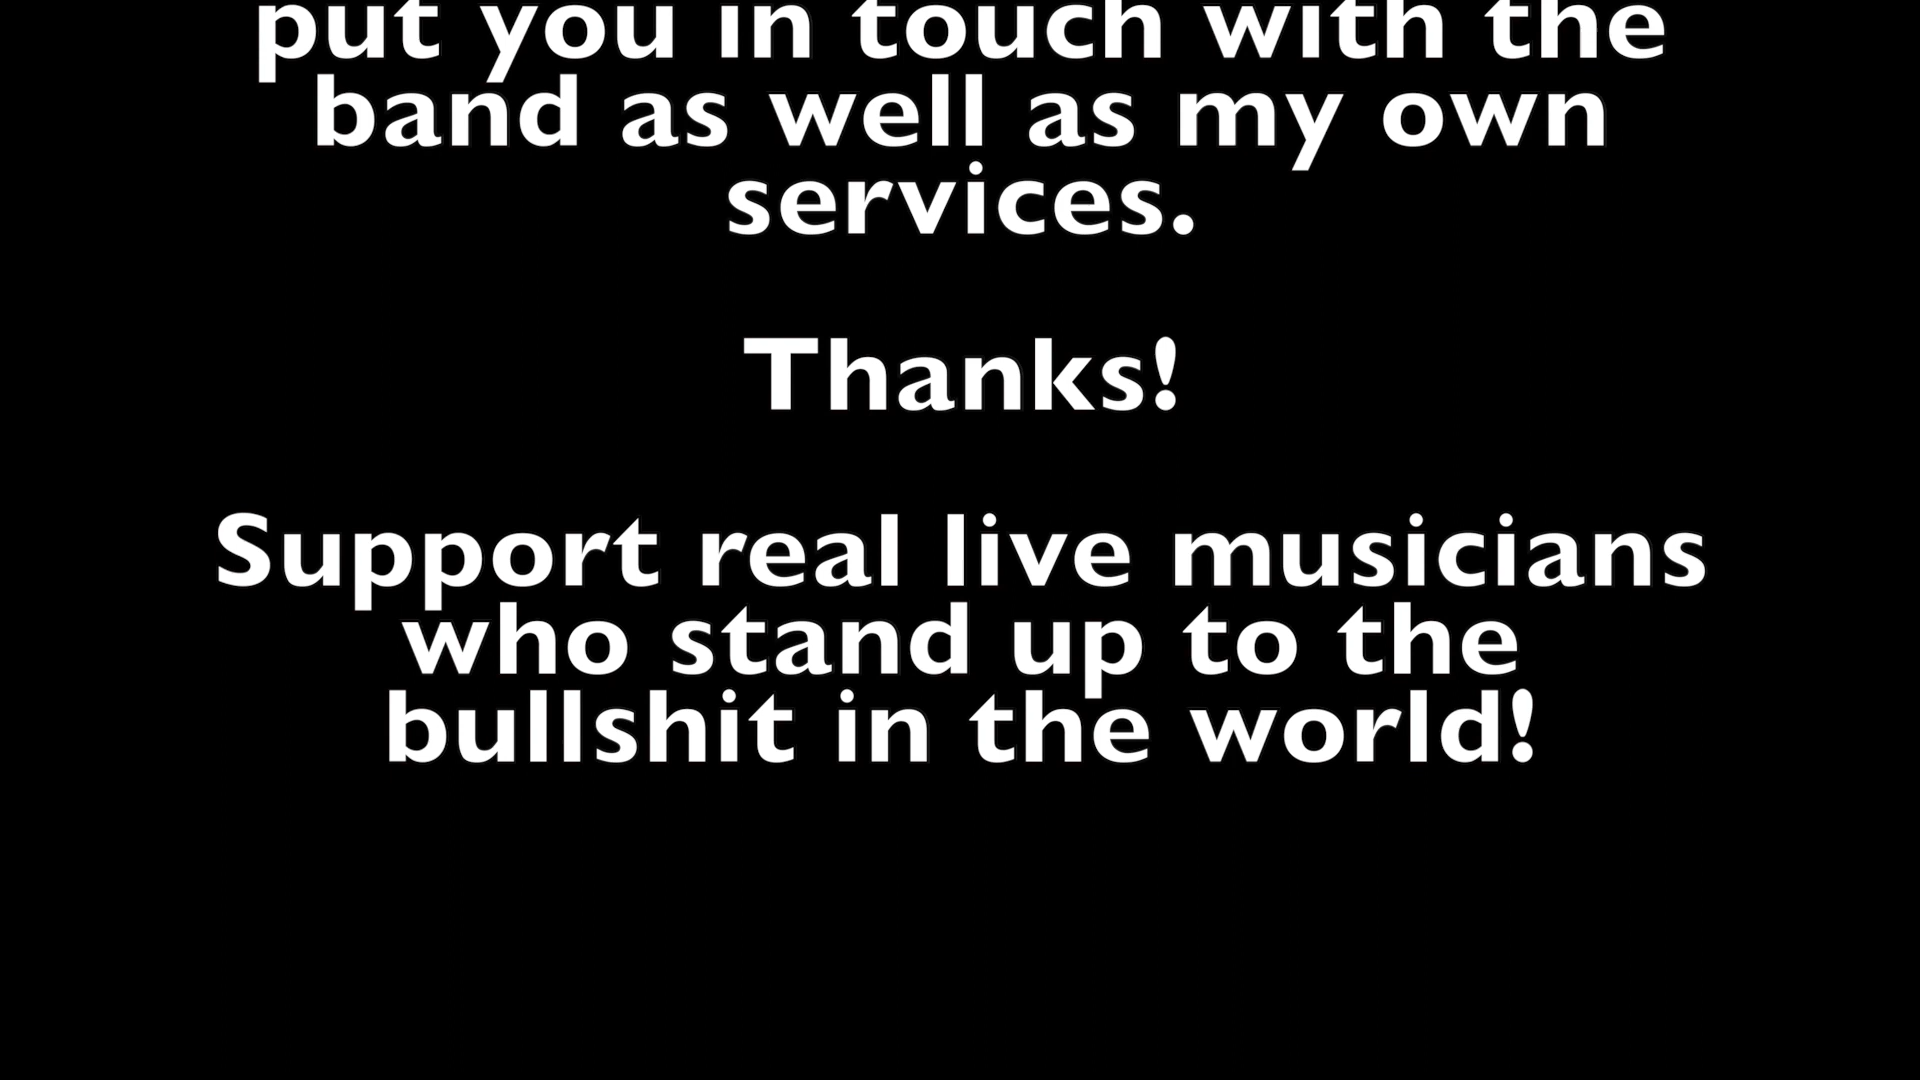 put you in touch with the
band as well as my own
services.
Thanks!
Support real live musicians
who stand up to the
bullshit in the world!